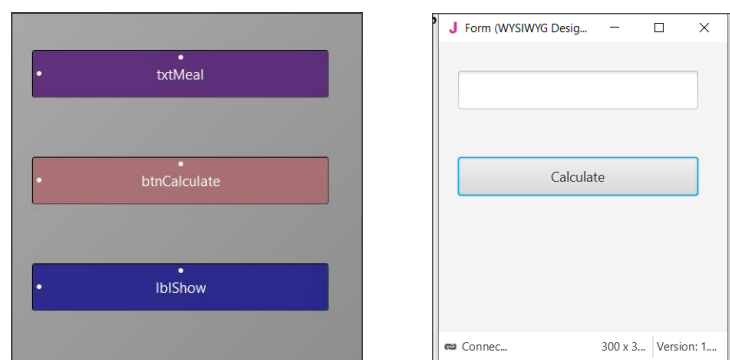 txtMeal
btnCalculate
lblShow
Form (WYSIWYG Desig...
Calculate
Connec...
300 x 3...
Version: 1....